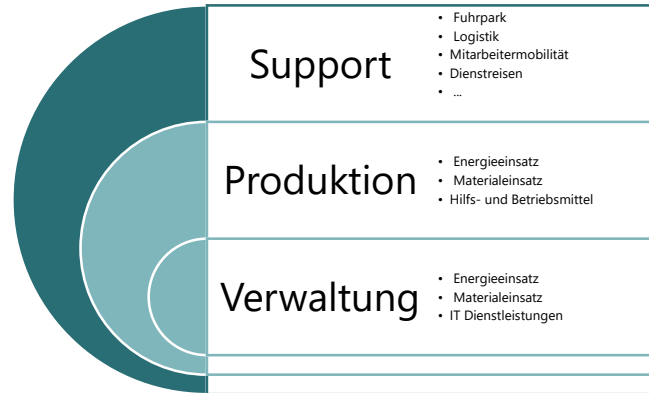 Support
• Fuhrpark
• Logistik
• Mitarbeitermobilität
• Dienstreisen
• ...
Produktion
• Energieeinsatz
• Materialeinsatz
• Hilfs- und Betriebsmittel
Verwaltung
• Energieeinsatz
• Materialeinsatz
• IT Dienstleistungen